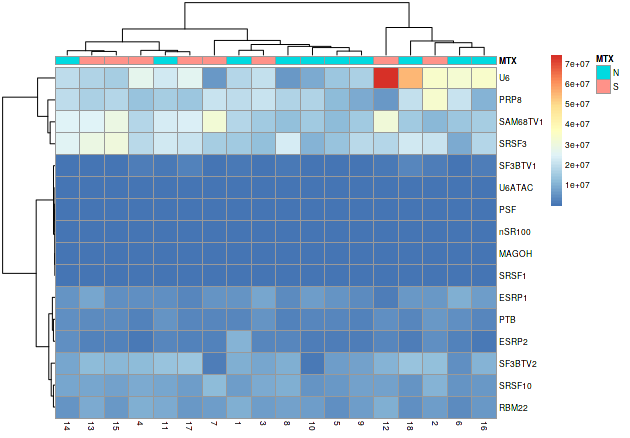 MTX
U6
PRP8
SAM68TV1
SRSF3
SF3BTV1
U6ATAC
PSF
nSR100
MAGOH
SRSF1
ESRP1
PTB
ESRP2
SF3BTV2
SRSF10
RBM22
14 13 15 4 11 17 7 1 3 8 10 5 9 12 18 2 6 16
7e+07
6e+07
5e+07
4e+07
3e+07
2e+07
1e+07
MTX
N
S